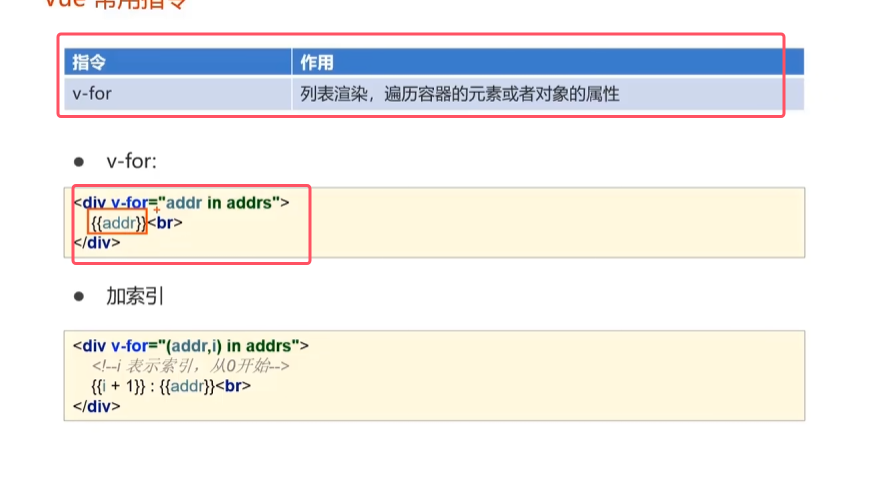 Vue 常用指令
指令 作用
v-for 列表渲染，遍历容器的元素或者对象的属性
● v-for:
<div v-for="addr in addrs">
{{addr}}<br>
</div>
● 加索引
<div v-for="(addr,i) in addrs">
<!--i 表示索引，从0开始-->
{{i + 1}} : {{addr}}<br>
</div>